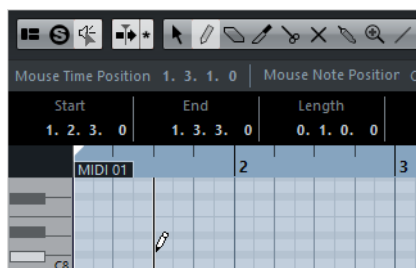 Mouse Time Position 1. 3. 1. 0 Mouse Note Position
Start End Length
1. 2. 3. 0 1. 3. 3. 0 0. 1. 0. 0
MIDI 01 2 3
C8